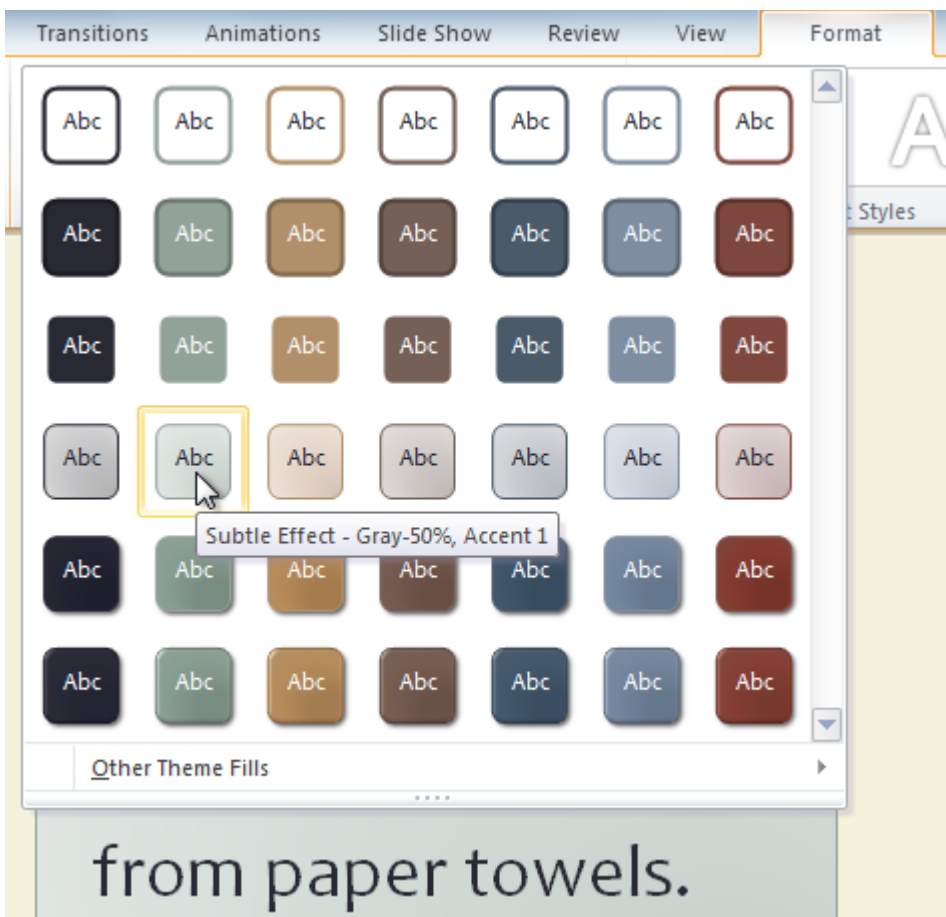 Transitions Animations Slide Show Review View Format
Abc Abc Abc Abc Abc Abc Abc
A
Abc Abc Abc Abc Abc Abc Abc
t Styles
Abc Abc Abc Abc Abc Abc Abc
Abc Abc Abc Abc Abc Abc Abc
Subtle Effect - Gray-50%, Accent 1
Abc Abc Abc Abc Abc Abc Abc
Abc Abc Abc Abc Abc Abc Abc
Other Theme Fills
from paper towels.